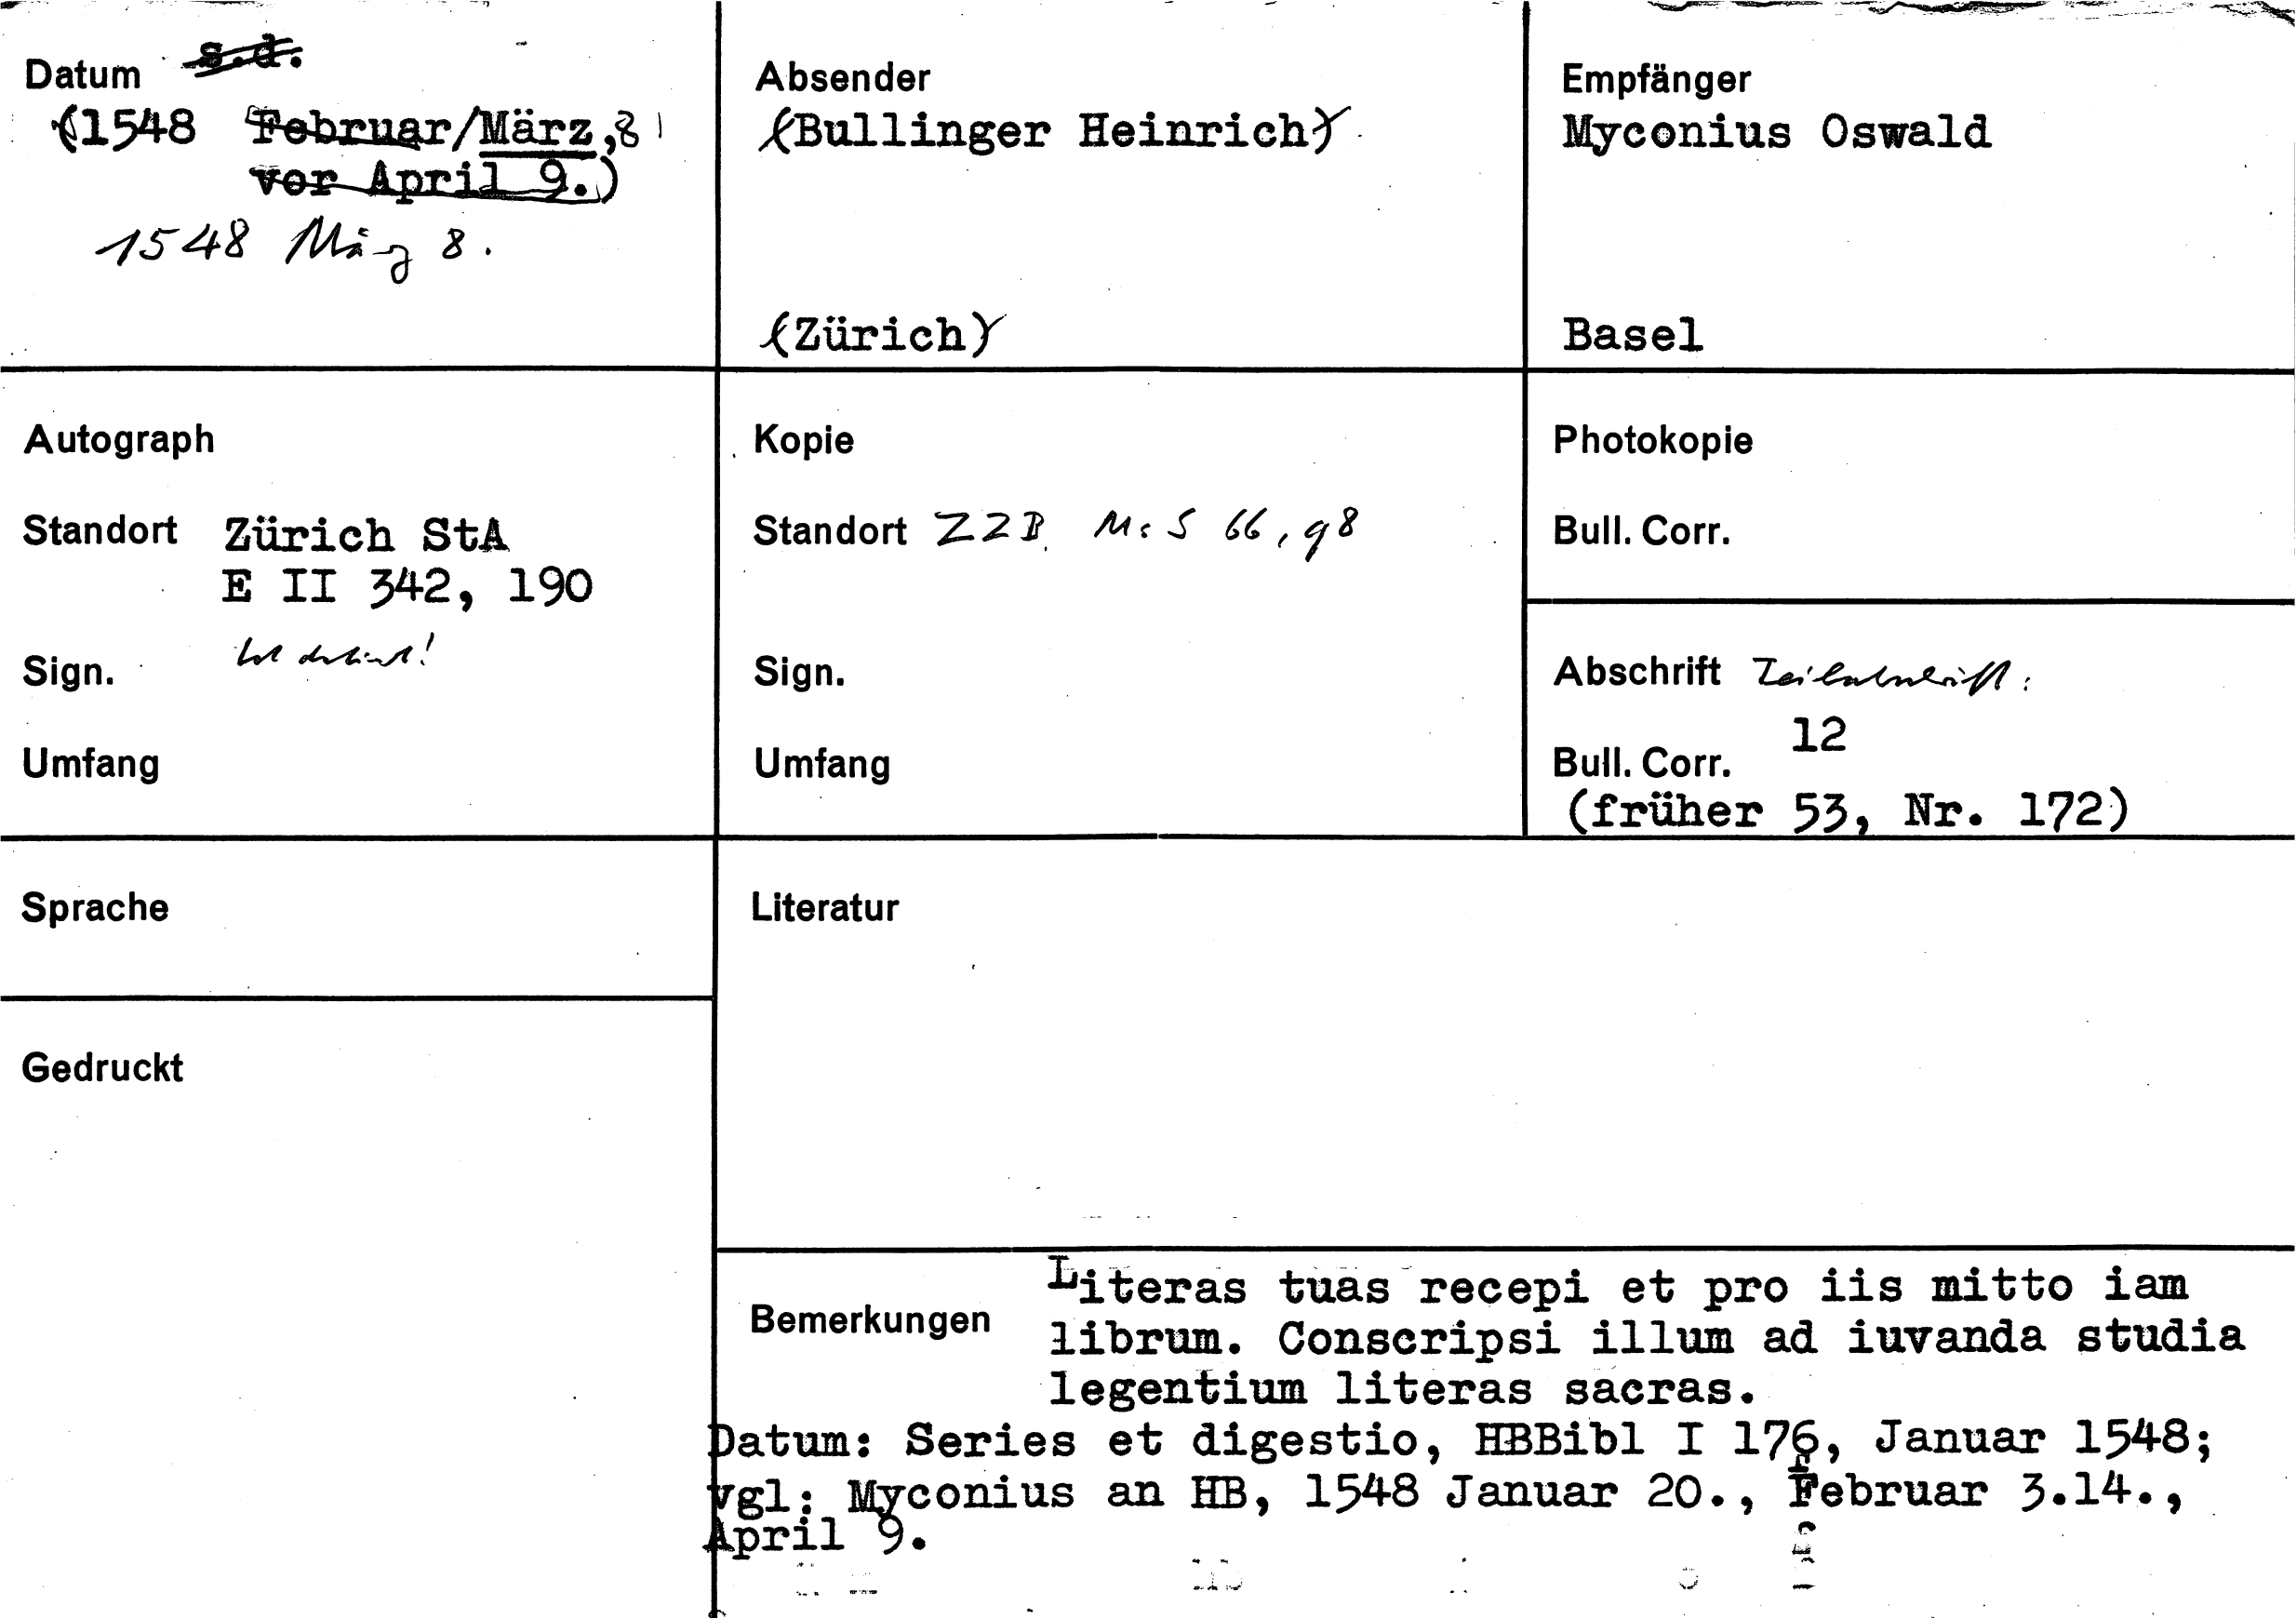 Datum s.d.
(1548 Februar/März,8
vor April 9.)
1548 März 8.
Absender
(Bullinger Heinrich)
(Zürich)
Empfänger
Myconius Oswald
Basel
Autograph
Standort Zürich StA
E II 342, 190
Sign.
Umfang
Kopie
Standort ZZB. Ms S 66, 98
Sign.
Umfang
Photokopie
Bull. Corr.
Abschrift Teilabschrift:
12
Bull. Corr.
(früher 53, Nr. 172)
Sprache
Gedruckt
Literatur
Bemerkungen
Literas tuas recepi et pro iis mitto iam
librum. Conscripsi illum ad iuvanda studia
legentium literas sacras.
Datum: Series et digestio, HBBibl I 176, Januar 1548;
vgl: Myconius an HB, 1548 Januar 20., Februar 3.14.,
April 9.